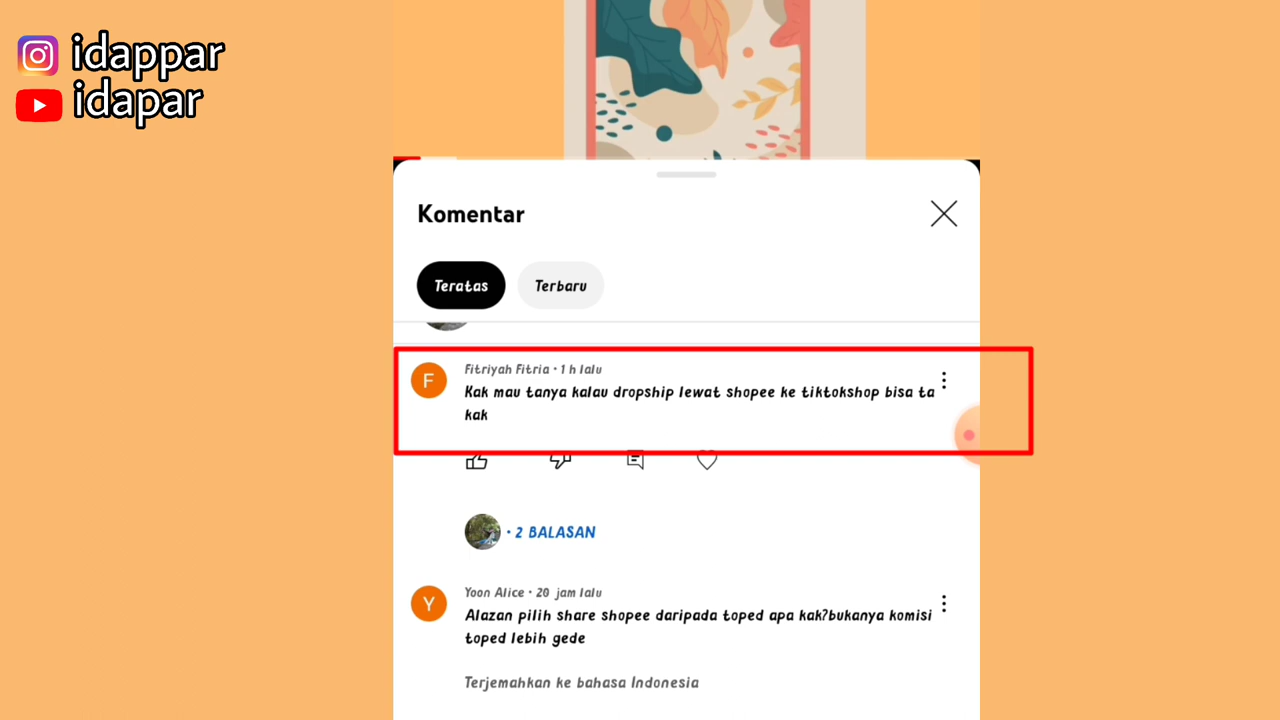 idappar
idapar
Komentar
Teratas
Terbaru
Fitriyah Fitria • 1 h lalu
Kak mau tanya kalau dropship lewat shopee ke tiktokshop bisa ta
kak
• 2 BALASAN
Yoon Alice • 20 jam lalu
Alazan pilih share shopee daripada toped apa kak?bukanya komisi
toped lebih gede
Terjemahkan ke bahasa Indonesia
F
Y